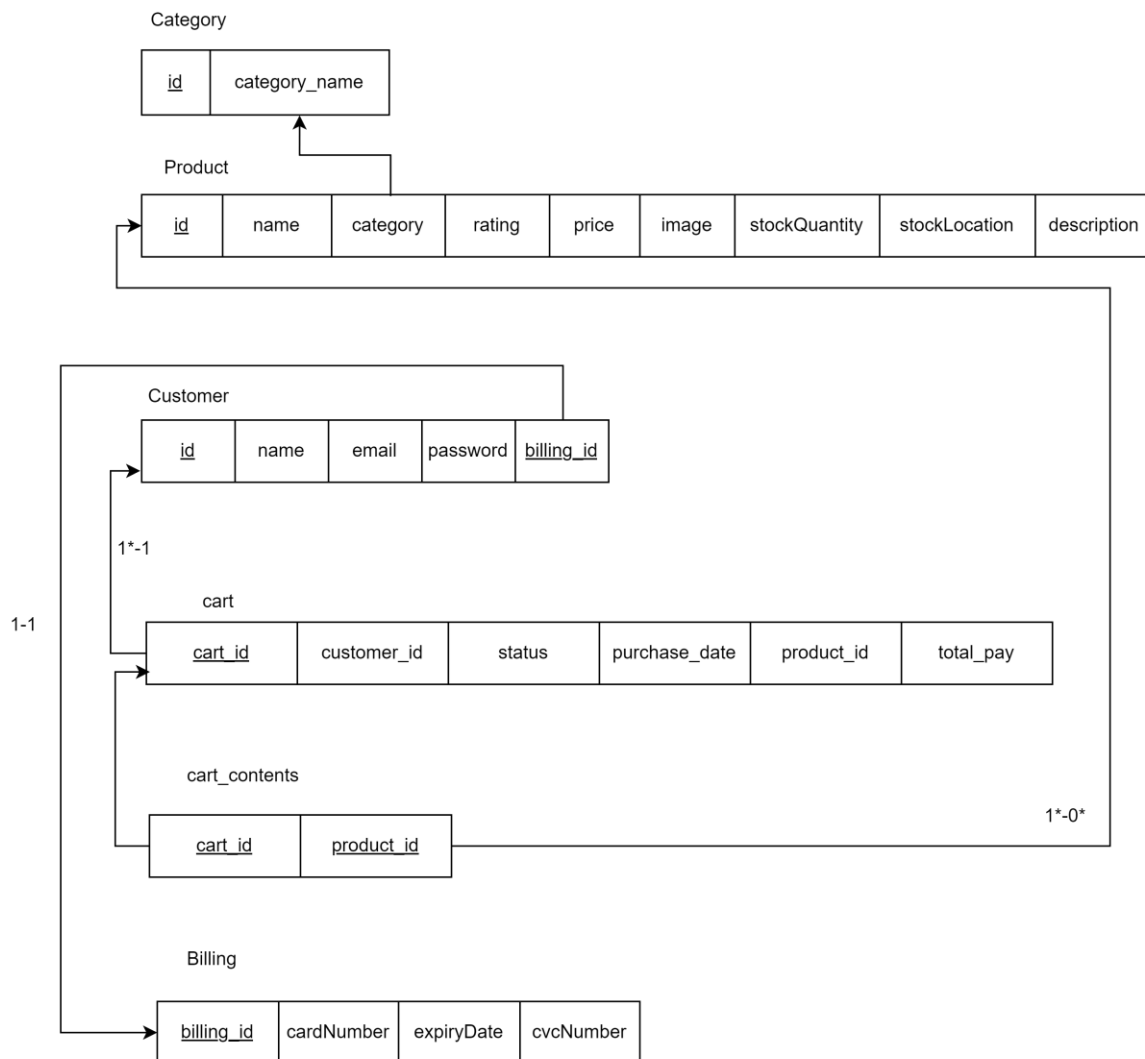 Category
id category_name
Product
id name category rating price image stockQuantity stockLocation description
Customer
id name email password billing_id
1*-1
cart
1-1
cart_id customer_id status purchase_date product_id total_pay
cart_contents
1*-0*
cart_id product_id
Billing
billing_id cardNumber expiryDate cvcNumber